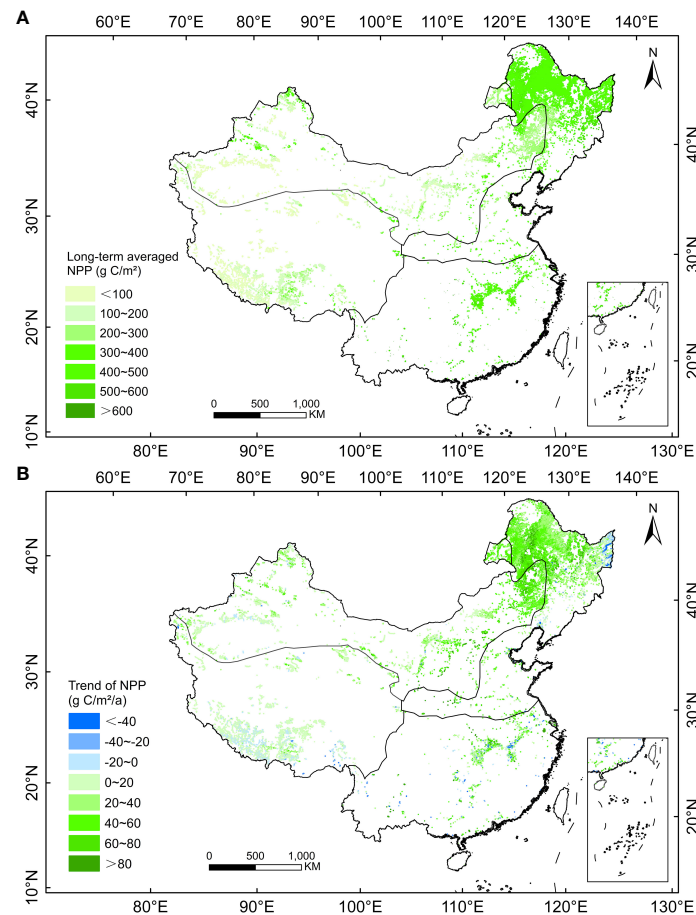 A
60°E 70°E 80°E 90°E 100°E 110°E 120°E 130°E 140°E
N
40°N
40°N
30°N
30°N
20°N
20°N
10°N
Long-term averaged
NPP (g C/m²)
＜100
100~200
200~300
300~400
400~500
500~600
＞600
0 500 1,000
KM
80°E 90°E 100°E 110°E 120°E 130°E
B
60°E 70°E 80°E 90°E 100°E 110°E 120°E 130°E 140°E
N
40°N
40°N
30°N
30°N
20°N
20°N
10°N
Trend of NPP
(g C/m²/a)
＜-40
-40~-20
-20~0
0~20
20~40
40~60
60~80
＞80
0 500 1,000
KM
80°E 90°E 100°E 110°E 120°E 130°E